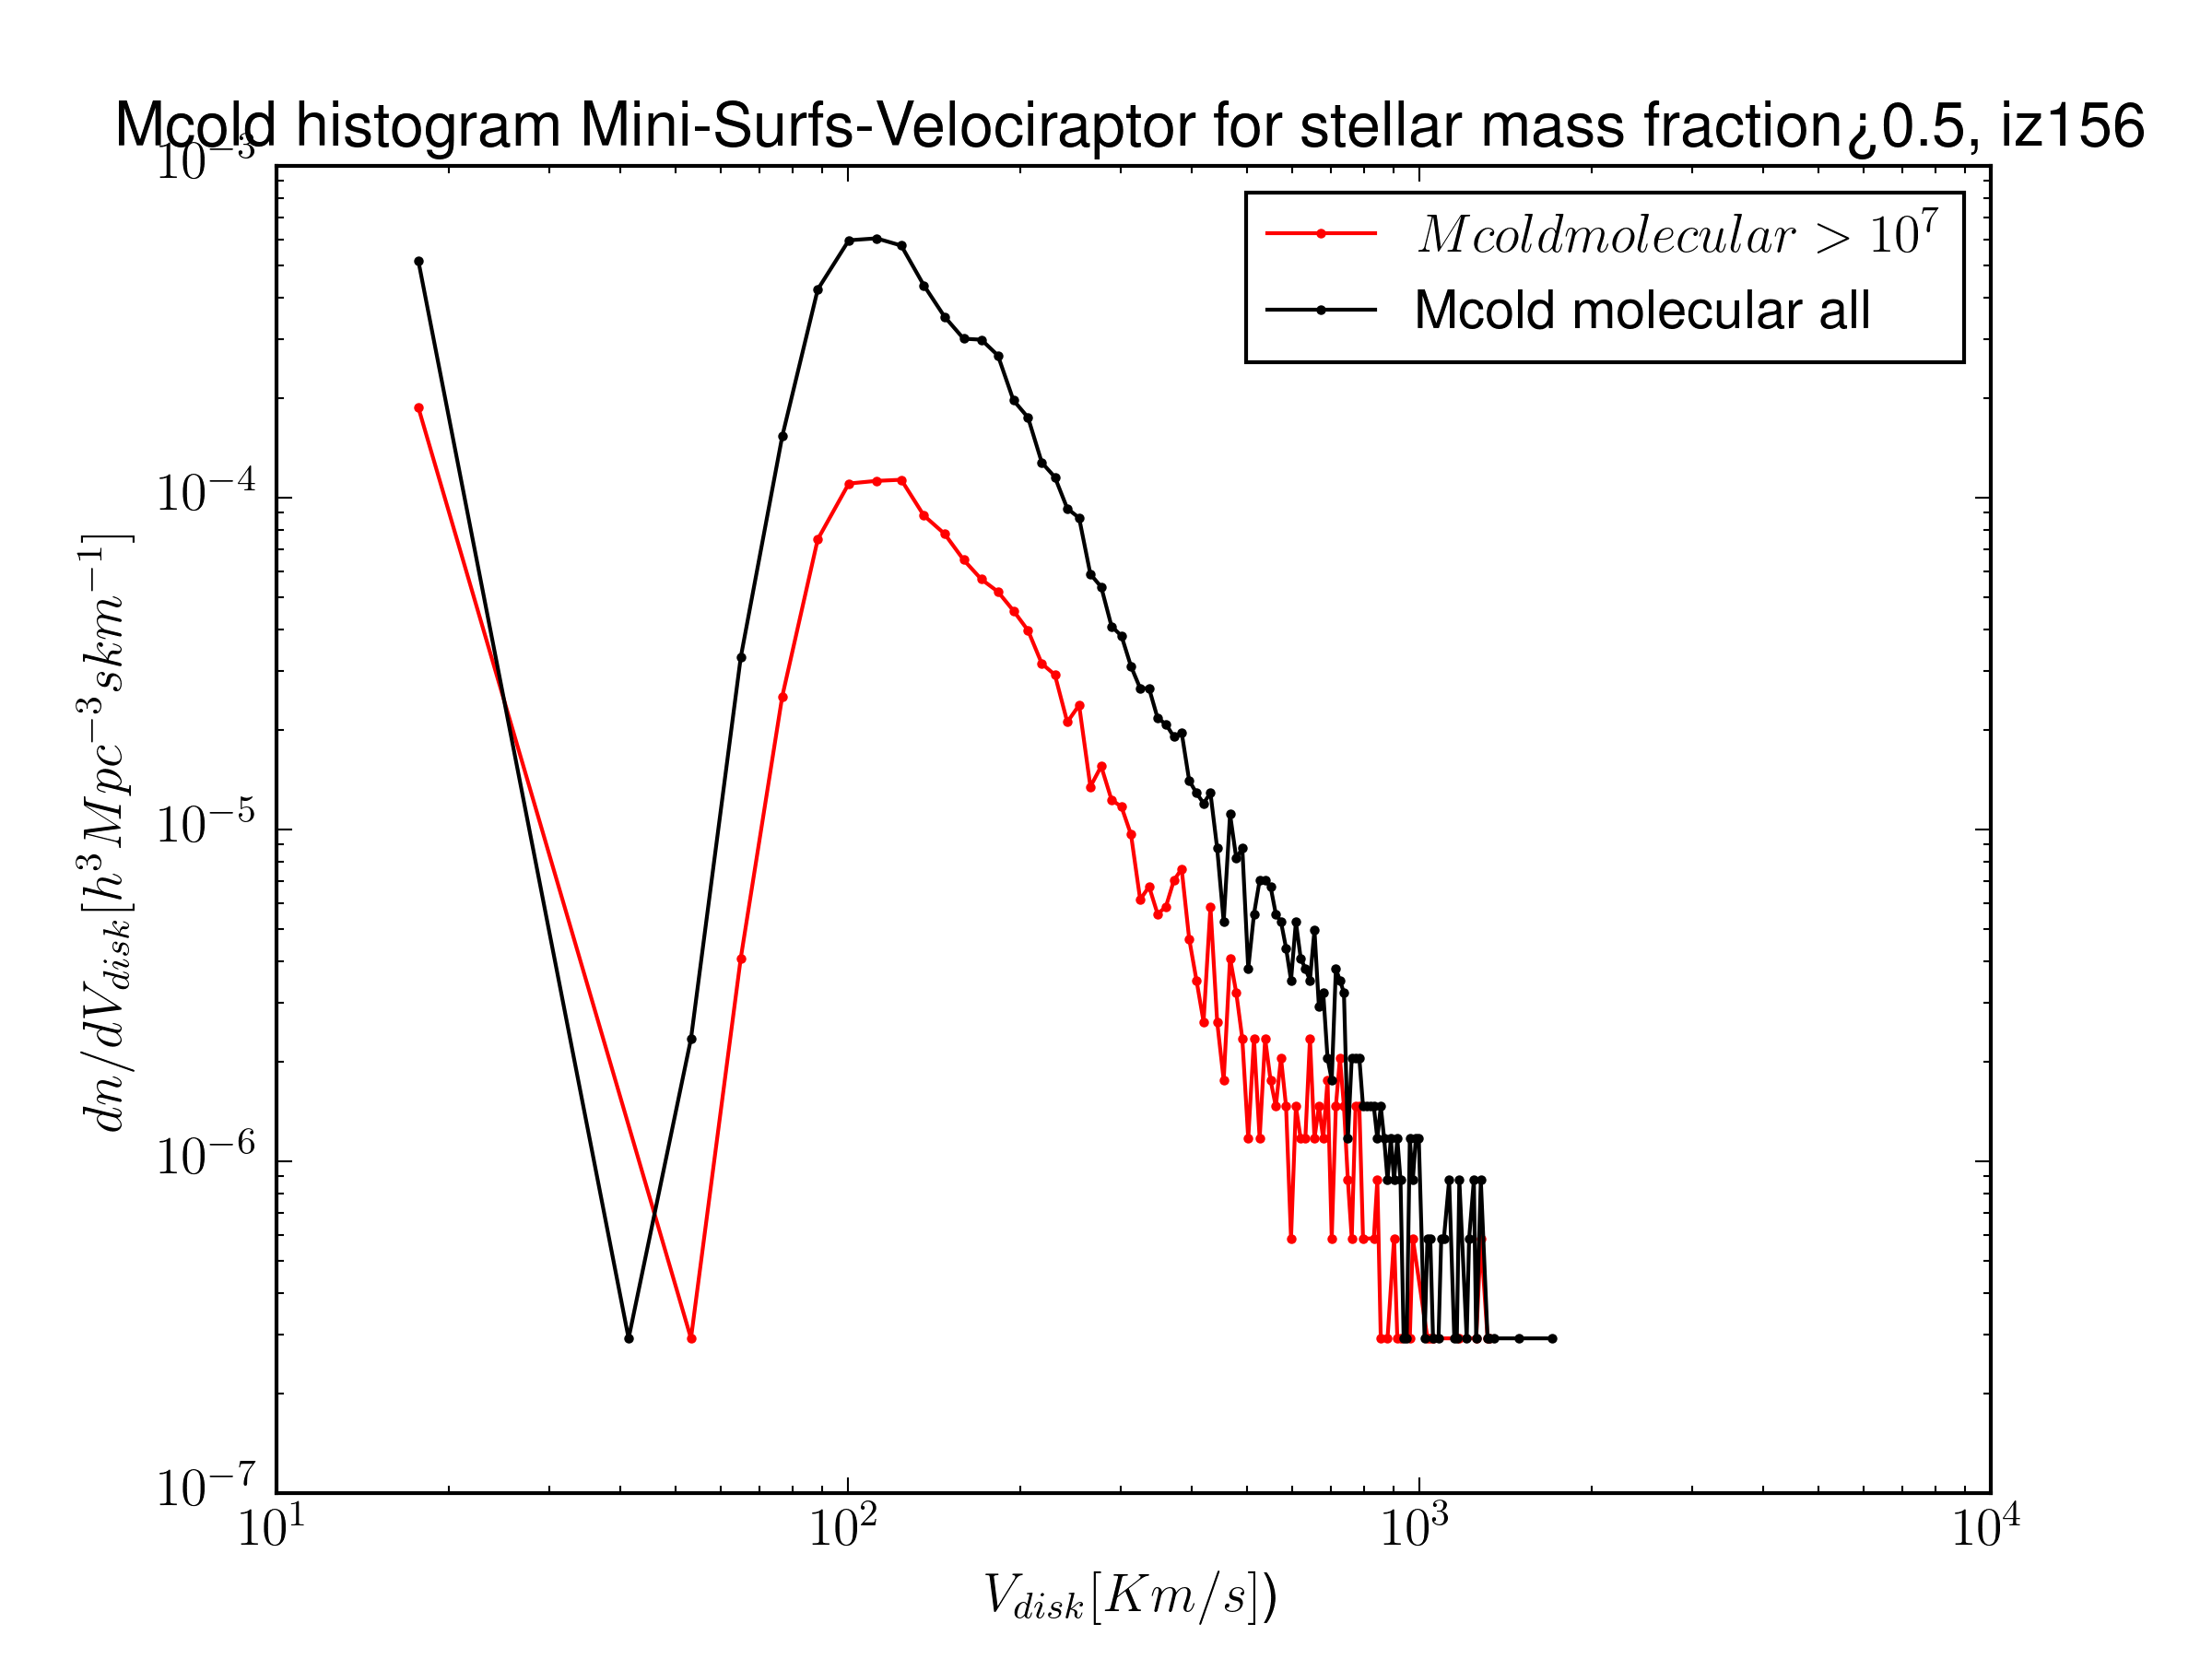 Mcold histogram Mini-Surfs-Velociraptor for stellar mass fraction¿0.5, iz156
Mcoldmolecular > 10^7
Mcold molecular all
10^-3
10^-4
10^-5
10^-6
10^-7
dn/dV_disk[h^3Mpc^-3skm^-1]
10^1 10^2 10^3 10^4
V_disk[Km/s])